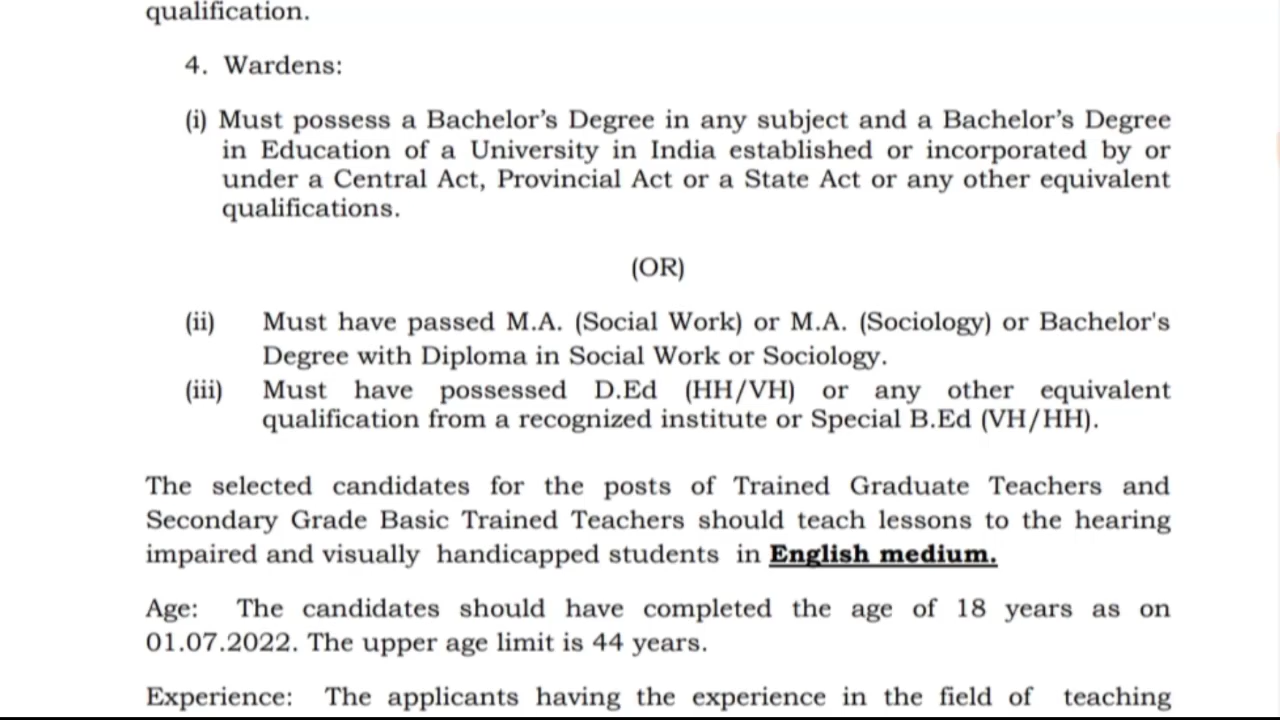 qualification.
4. Wardens:
(i) Must possess a Bachelor’s Degree in any subject and a Bachelor’s Degree
in Education of a University in India established or incorporated by or
under a Central Act, Provincial Act or a State Act or any other equivalent
qualifications.
(OR)
(ii) Must have passed M.A. (Social Work) or M.A. (Sociology) or Bachelor's
Degree with Diploma in Social Work or Sociology.
(iii) Must have possessed D.Ed (HH/VH) or any other equivalent
qualification from a recognized institute or Special B.Ed (VH/HH).
The selected candidates for the posts of Trained Graduate Teachers and
Secondary Grade Basic Trained Teachers should teach lessons to the hearing
impaired and visually handicapped students in English medium.
Age: The candidates should have completed the age of 18 years as on
01.07.2022. The upper age limit is 44 years.
Experience: The applicants having the experience in the field of teaching